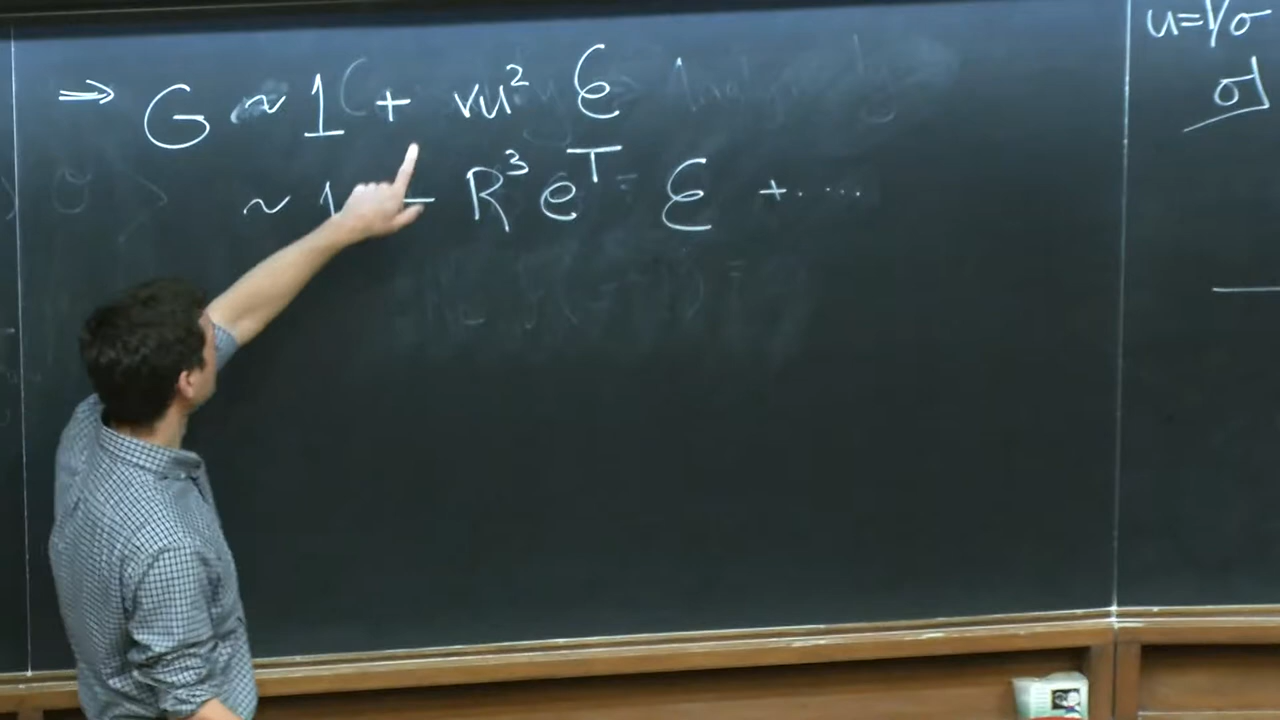 ⇒ G ~ 1 + vu² ℰ
~ 1 + R³ e^T ℰ + ....
u=1/σ
σ]